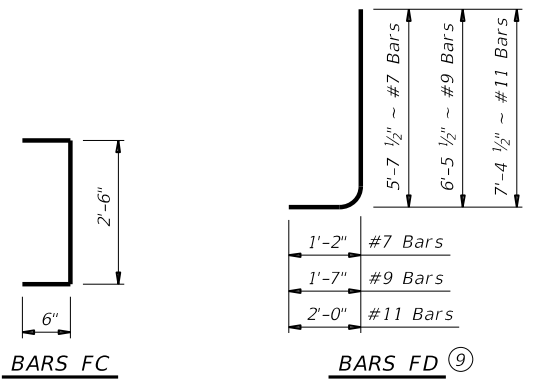 2'-6"
6"
BARS FC
5'-7 ½" ~ #7 Bars
6'-5 ½" ~ #9 Bars
7'-4 ½" ~ #11 Bars
1'-2" #7 Bars
1'-7" #9 Bars
2'-0" #11 Bars
BARS FD 9